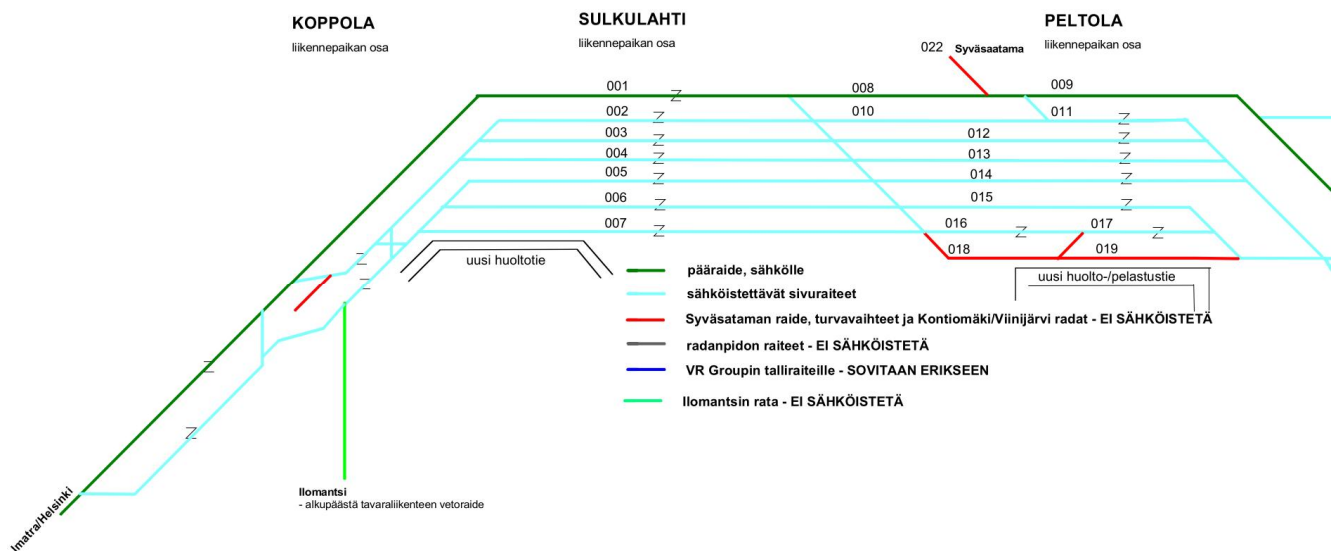 KOPPOLA
liikennepaikan osa
SULKULAHTI
liikennepaikan osa
PELTOLA
liikennepaikan osa
022 Syväsaatama
001
008
009
002
010
011
003
012
004
013
005
014
006
015
007
016
017
018
019
uusi huoltotie
uusi huolto-/pelastustie
pääraide, sähkölle
sähköistettävät sivuraiteet
Syväsataman raide, turvavaihteet ja Kontiomäki/Viinijärvi radat - EI SÄHKÖISTETÄ
radanpidon raiteet - EI SÄHKÖISTETÄ
VR Groupin talliraiteille - SOVITAAN ERIKSEEN
Ilomantsin rata - EI SÄHKÖISTETÄ
Imatra/Helsinki
Ilomantsi
- alkupäästä tavaraliikenteen vetoraide